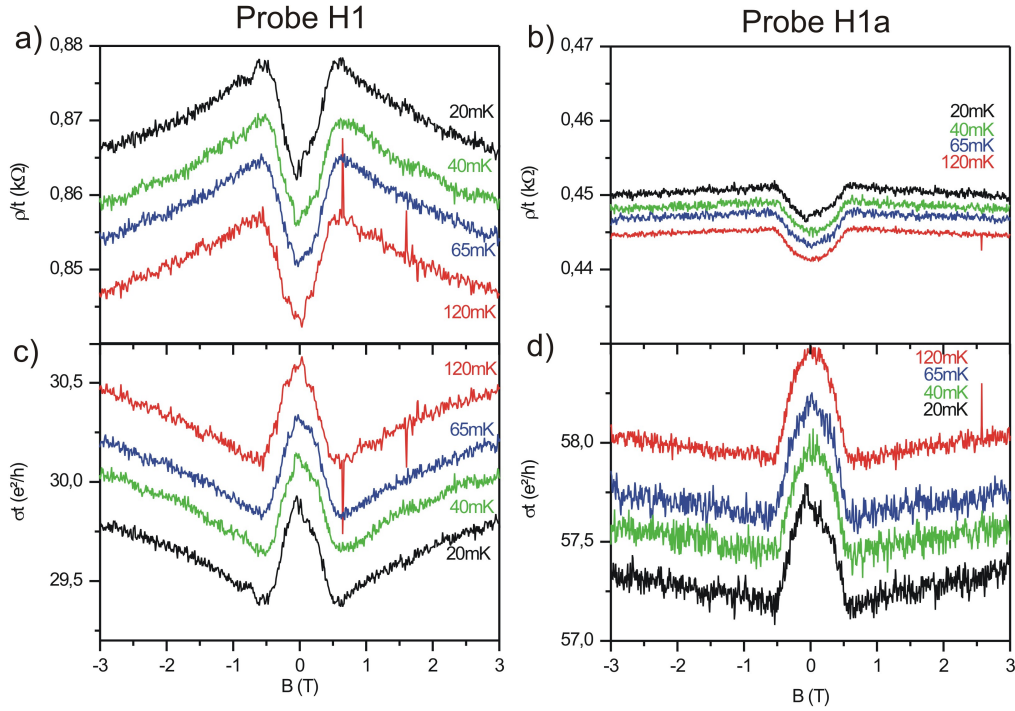 Probe H1
Probe H1a
a)
0,88
0,87
0,86
0,85
ρ/t (kΩ)
20mK
40mK
65mK
120mK
b)
0,47
0,46
0,45
0,44
ρ/t (kΩ)
20mK
40mK
65mK
120mK
c)
30,5
30,0
29,5
σt (e²/h)
120mK
65mK
40mK
20mK
-3 -2 -1 0 1 2 3
B (T)
d)
58,0
57,5
57,0
σt (e²/h)
120mK
65mK
40mK
20mK
-3 -2 -1 0 1 2 3
B (T)